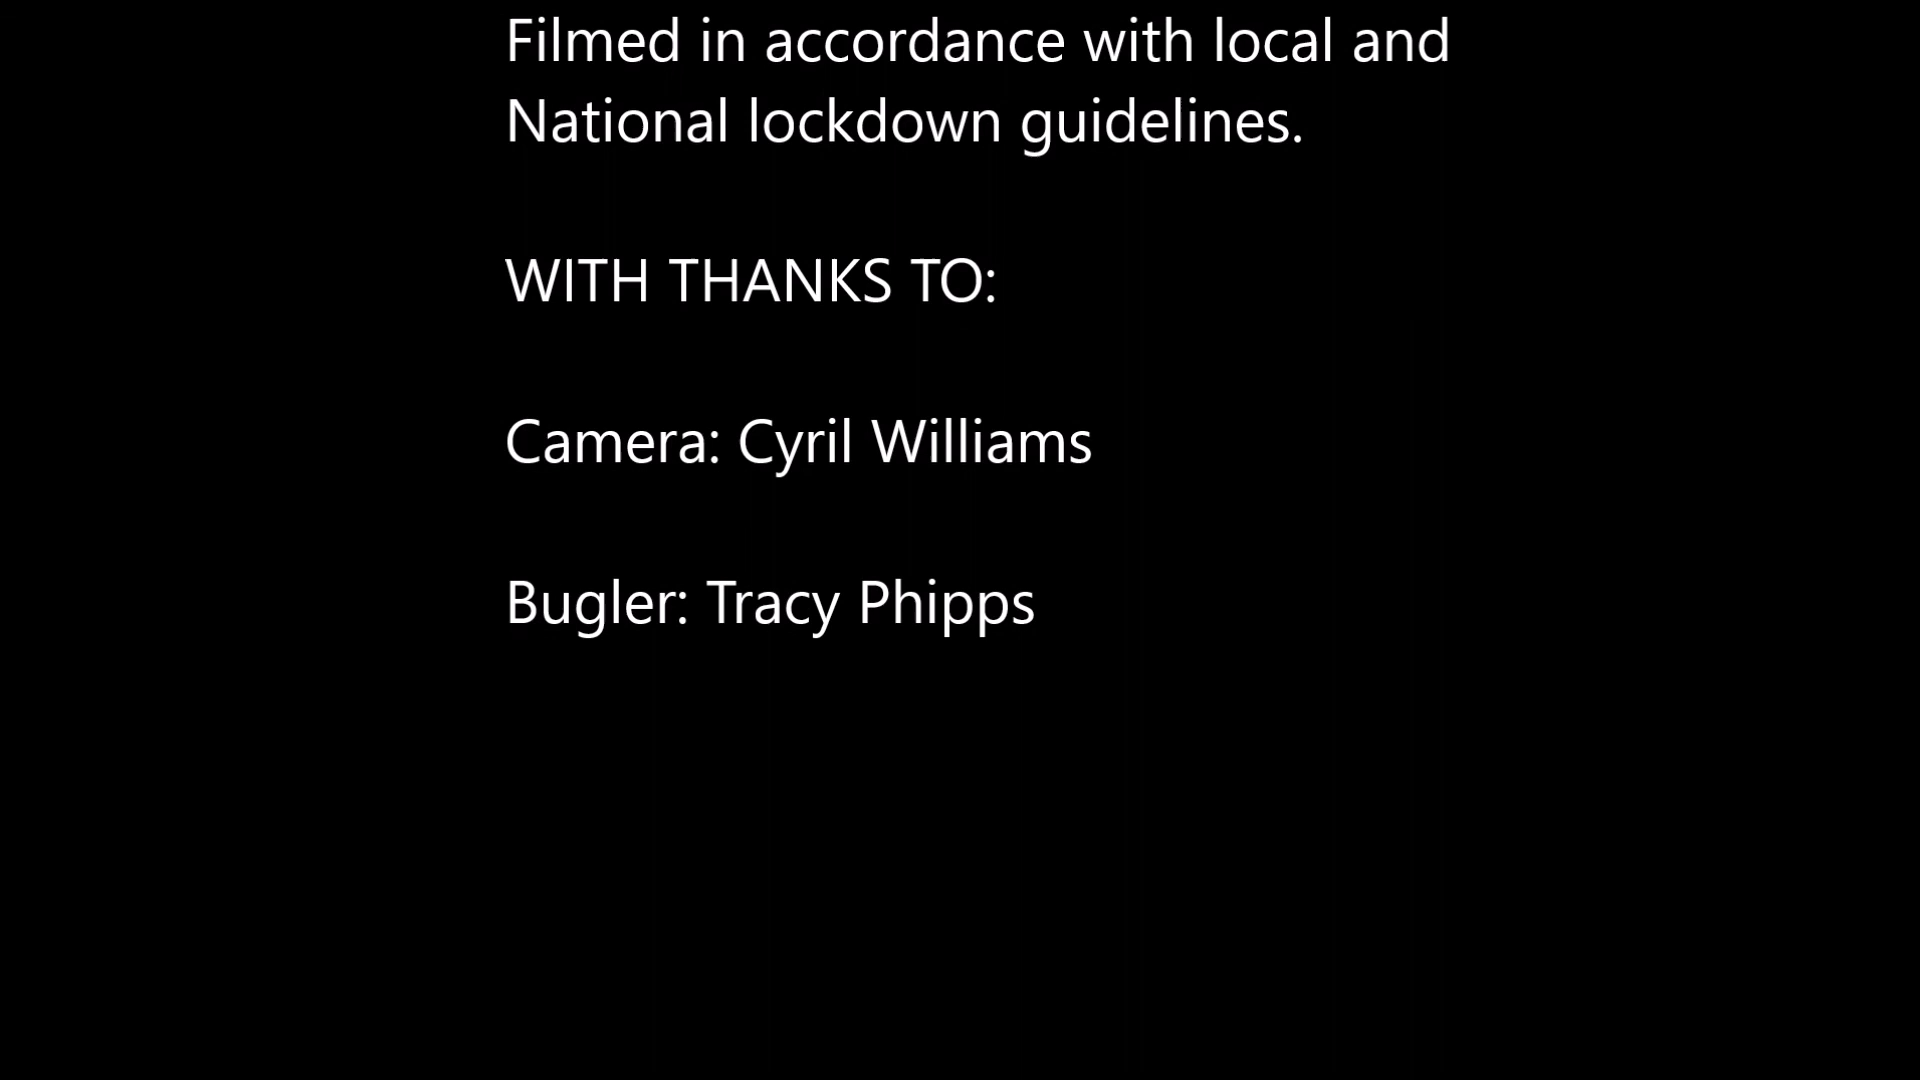 Filmed in accordance with local and
National lockdown guidelines.
WITH THANKS TO:
Camera: Cyril Williams
Bugler: Tracy Phipps